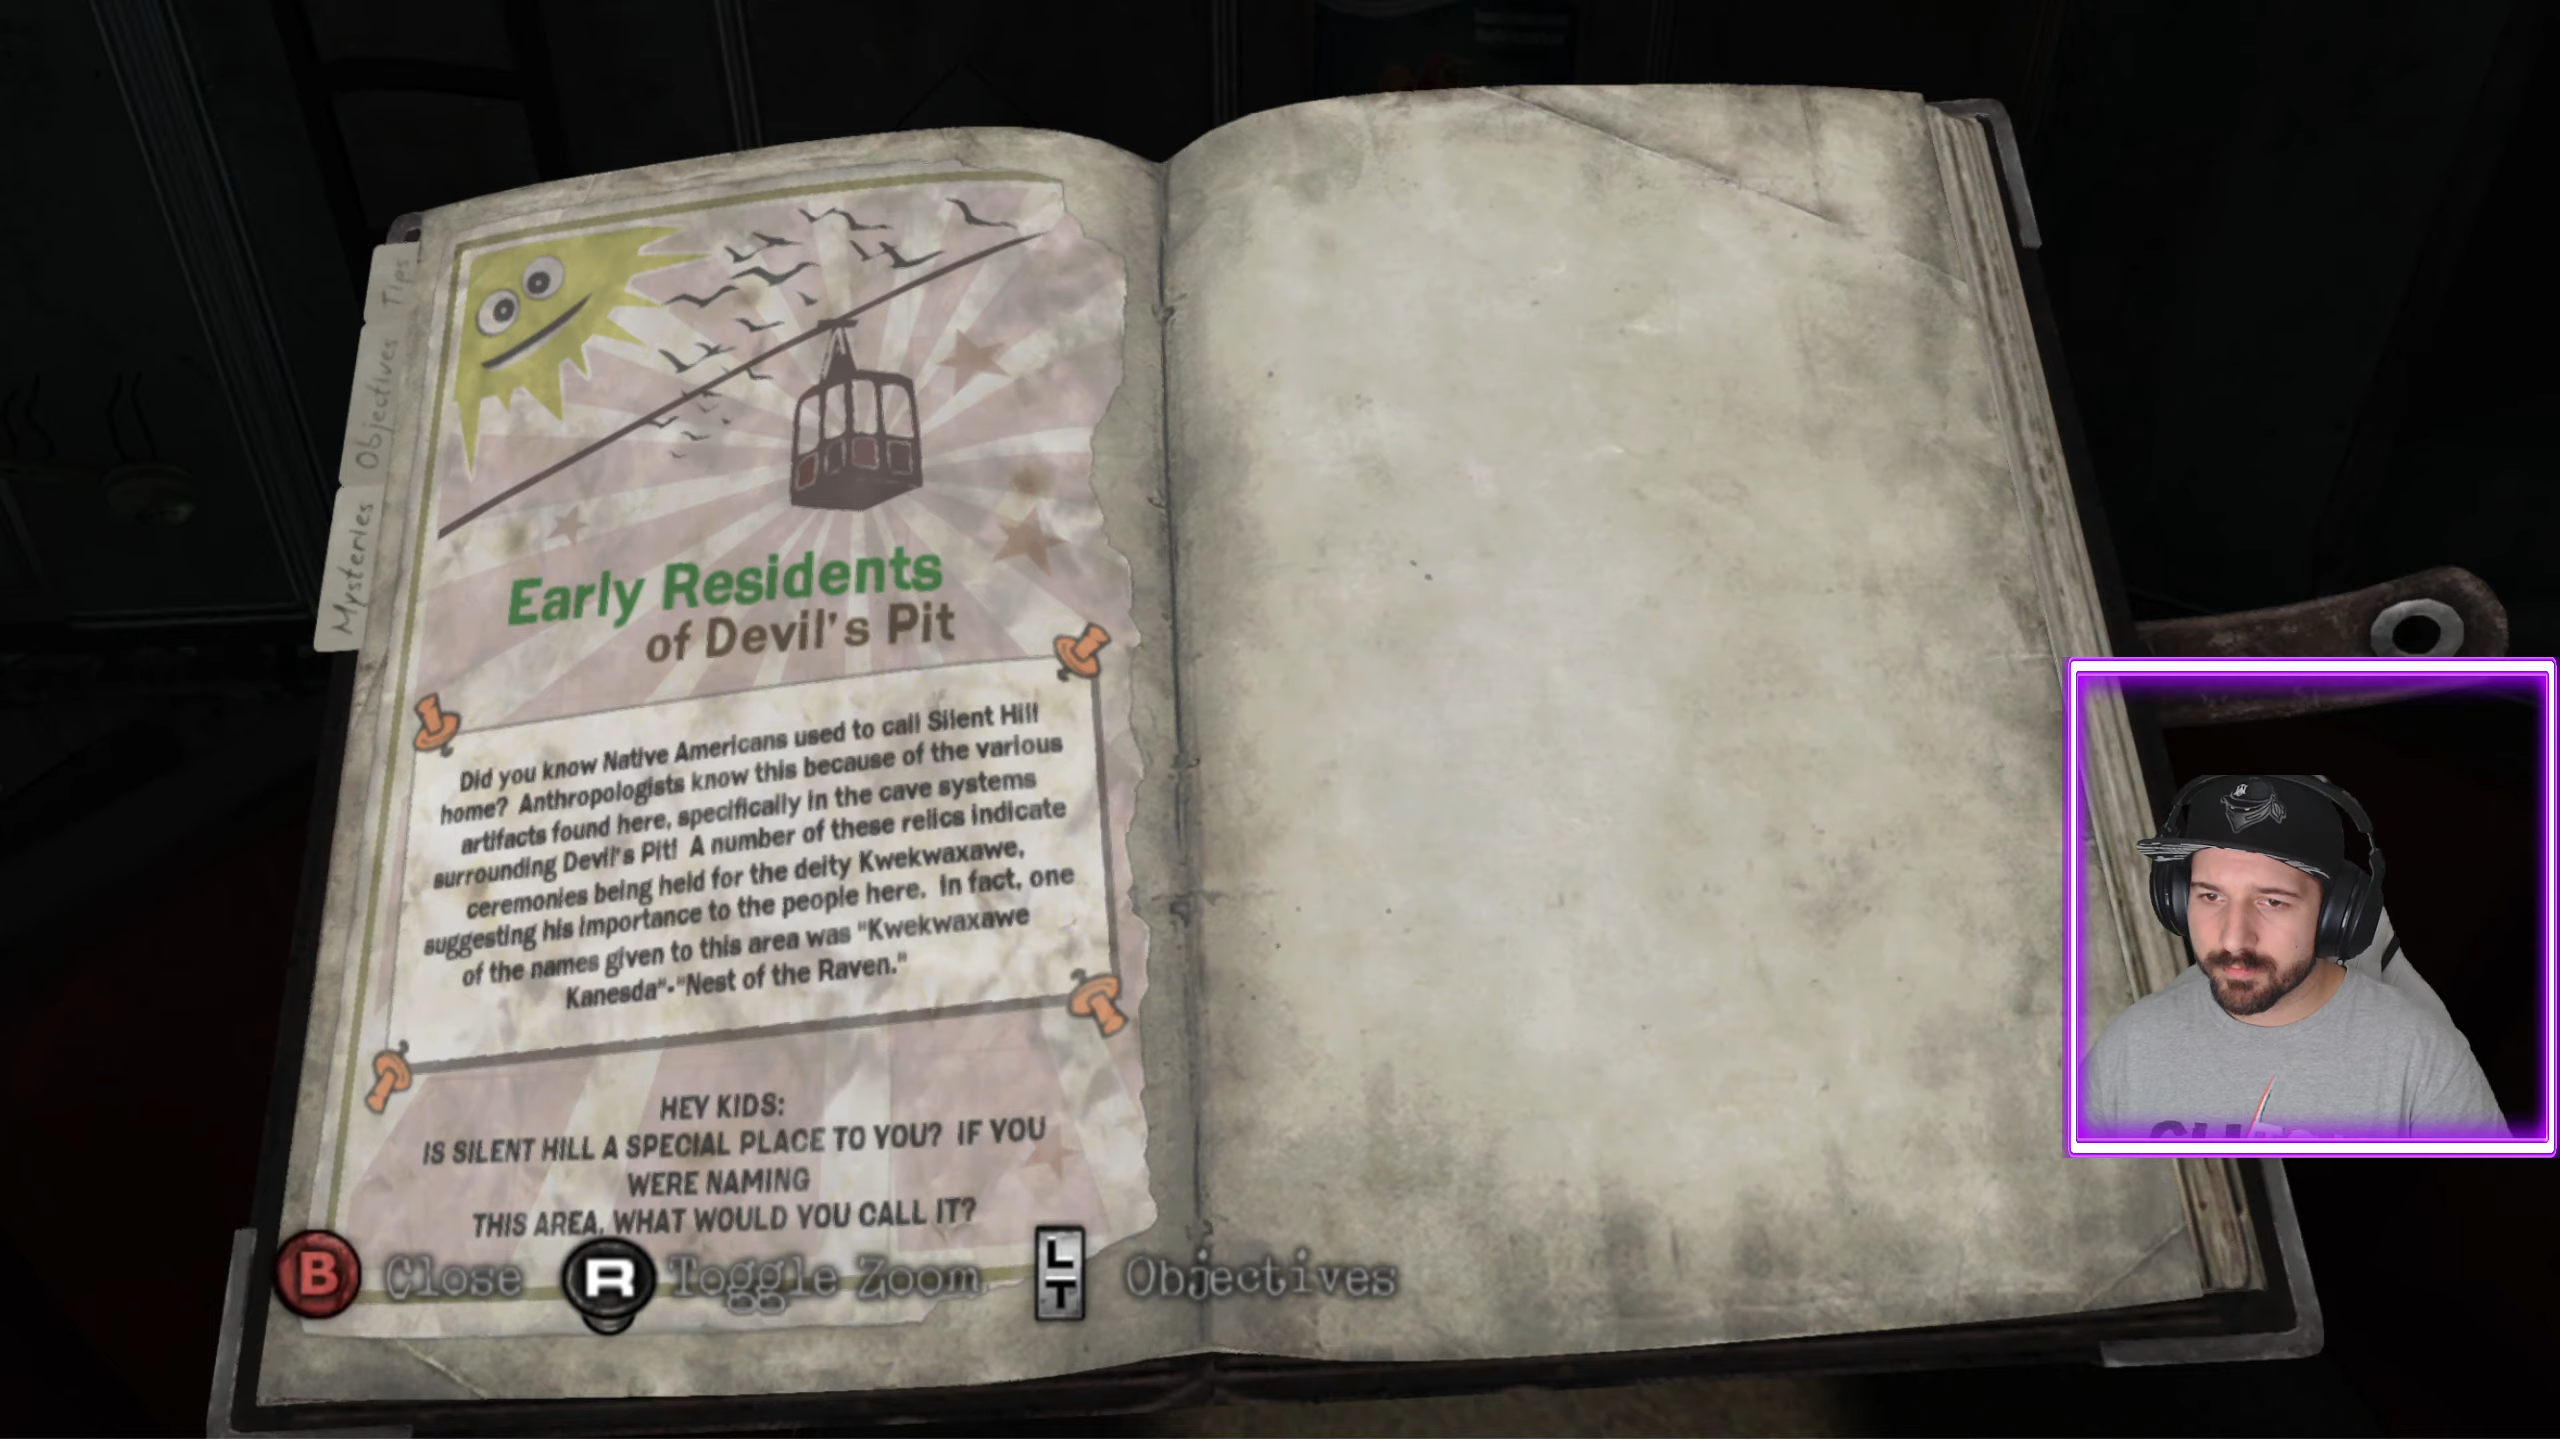 Tips
Objectives
Mysteries
Early Residents
of Devil's Pit
Did you know Native Americans used to call Silent Hill
home? Anthropologists know this because of the various
artifacts found here, specifically in the cave systems
surrounding Devil's Pit! A number of these relics indicate
ceremonies being held for the deity Kwekwaxawe,
suggesting his importance to the people here. In fact, one
of the names given to this area was "Kwekwaxawe
Kanesda"-"Nest of the Raven."
HEY KIDS:
IS SILENT HILL A SPECIAL PLACE TO YOU? IF YOU
WERE NAMING
THIS AREA, WHAT WOULD YOU CALL IT?
B Close R Toggle Zoom LT Objectives